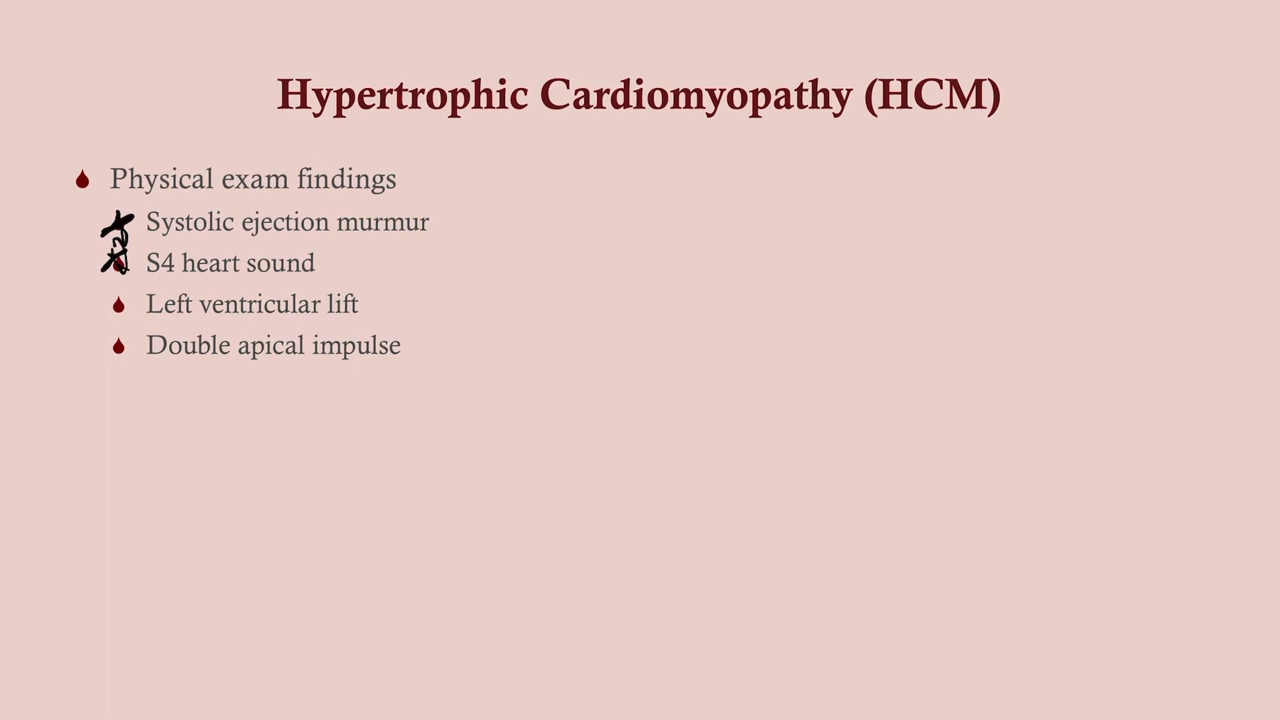 Hypertrophic Cardiomyopathy (HCM)
Physical exam findings
Systolic ejection murmur
S4 heart sound
Left ventricular lift
Double apical impulse